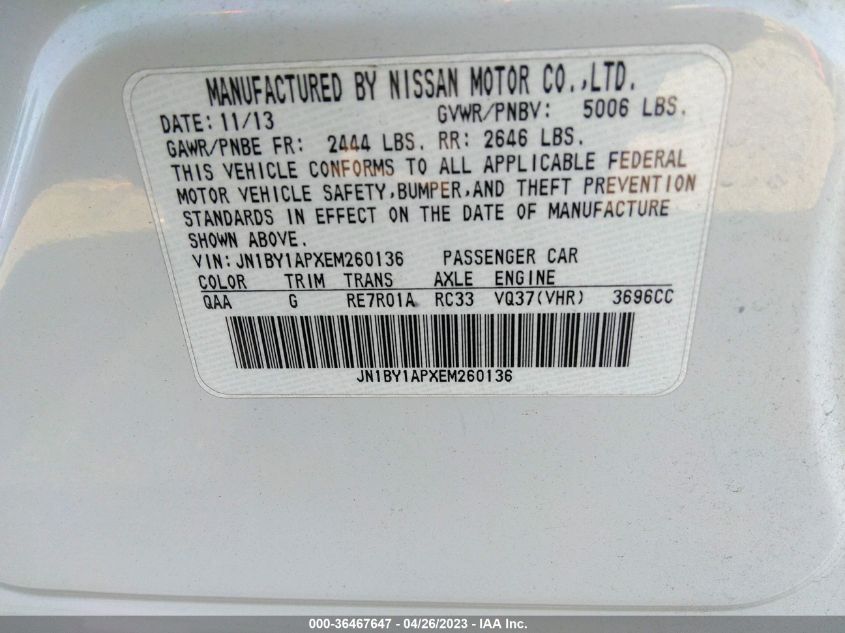 MANUFACTURED BY NISSAN MOTOR CO.,LTD.
DATE: 11/13 GVWR/PNBV: 5006 LBS.
GAWR/PNBE FR: 2444 LBS. RR: 2646 LBS.
THIS VEHICLE CONFORMS TO ALL APPLICABLE FEDERAL
MOTOR VEHICLE SAFETY,BUMPER,AND THEFT PREVENTION
STANDARDS IN EFFECT ON THE DATE OF MANUFACTURE
SHOWN ABOVE.
VIN: JN1BY1APXEM260136 PASSENGER CAR
COLOR TRIM TRANS AXLE ENGINE
QAA G RE7R01A RC33 VQ37(VHR) 3696CC
JN1BY1APXEM260136
000-36467647 - 04/26/2023 - IAA Inc.